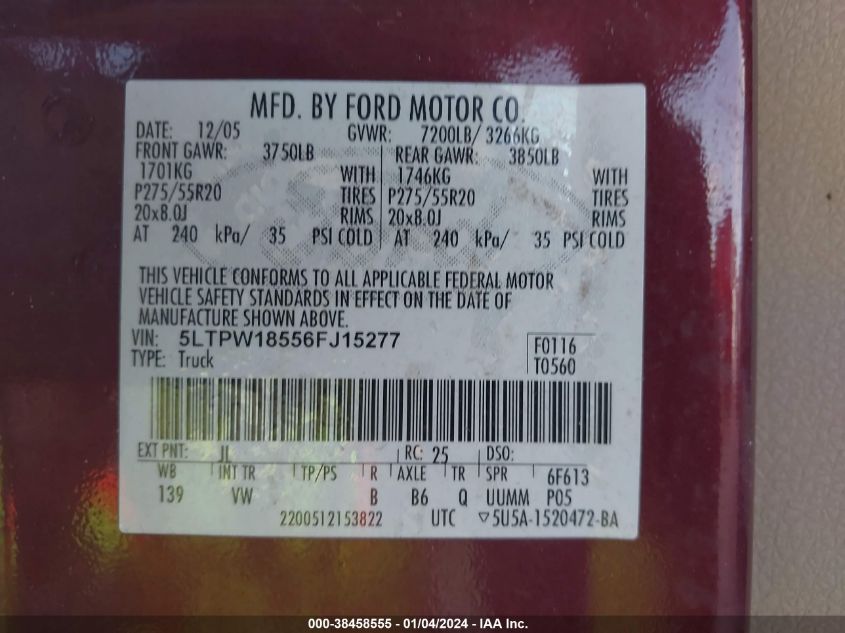 MFD. BY FORD MOTOR CO.
DATE: 12/05 GVWR: 7200LB/ 3266KG
FRONT GAWR: 3750LB REAR GAWR: 3850LB
1701KG WITH 1746KG WITH
P275/55R20 TIRES P275/55R20 TIRES
20x8.0J RIMS 20x8.0J RIMS
AT 240 kPa/ 35 PSI COLD AT 240 kPa/ 35 PSI COLD
THIS VEHICLE CONFORMS TO ALL APPLICABLE FEDERAL MOTOR
VEHICLE SAFETY STANDARDS IN EFFECT ON THE DATE OF
MANUFACTURE SHOWN ABOVE.
VIN: 5LTPW18556FJ15277 F0116
TYPE: Truck T0560
EXT PNT: JL RC: 25 DSO:
WB INT TR TP/PS R AXLE TR SPR 6F613
139 VW B B6 Q UUMM P05
2200512153822 UTC ▽5U5A-1520472-BA
000-38458555 - 01/04/2024 - 1:55 AM - IAAI Inc.